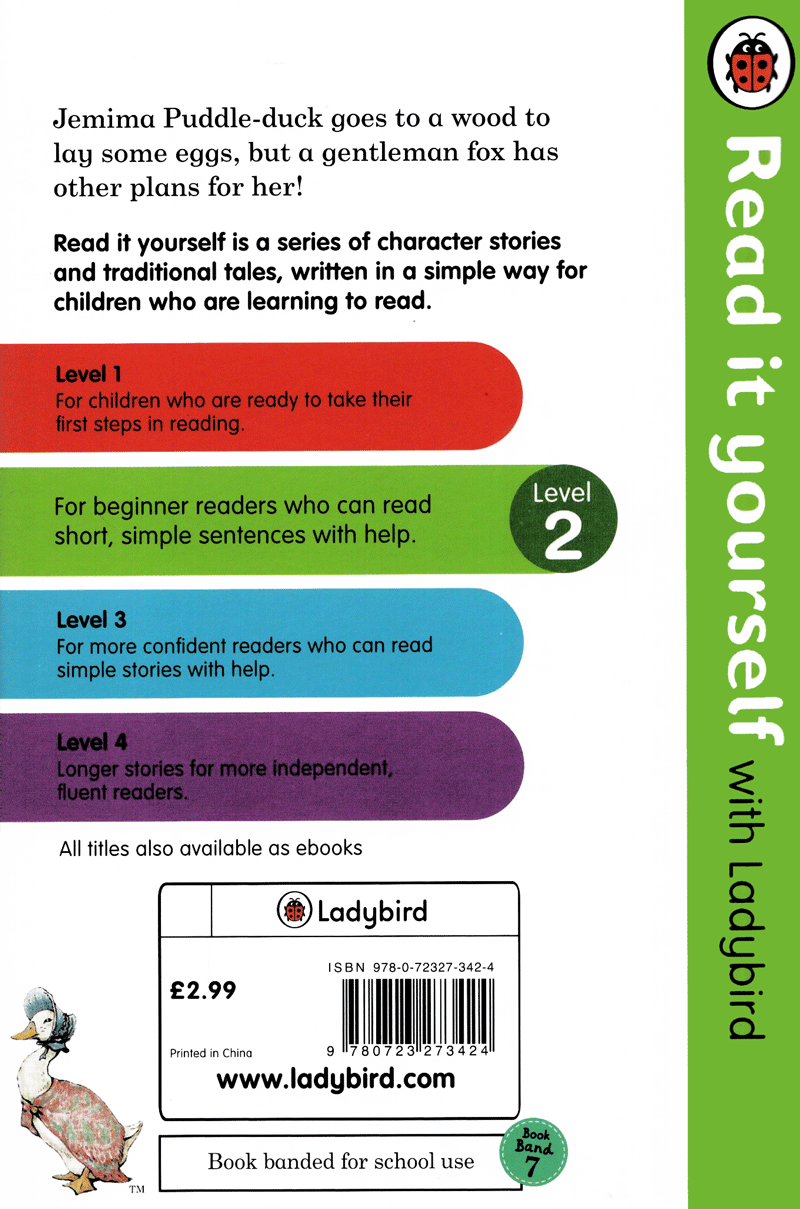 Jemima Puddle-duck goes to a wood to
lay some eggs, but a gentleman fox has
other plans for her!
Read it yourself is a series of character stories
and traditional tales, written in a simple way for
children who are learning to read.
Level 1
For children who are ready to take their
first steps in reading.
For beginner readers who can read
short, simple sentences with help.
Level
2
Level 3
For more confident readers who can read
simple stories with help.
Level 4
Longer stories for more independent,
fluent readers.
All titles also available as ebooks
Ladybird
£2.99
ISBN 978-0-72327-342-4
9 780723 273424
Printed in China
www.ladybird.com
TM
Book banded for school use
Book
Band
7
Read it yourself with Ladybird